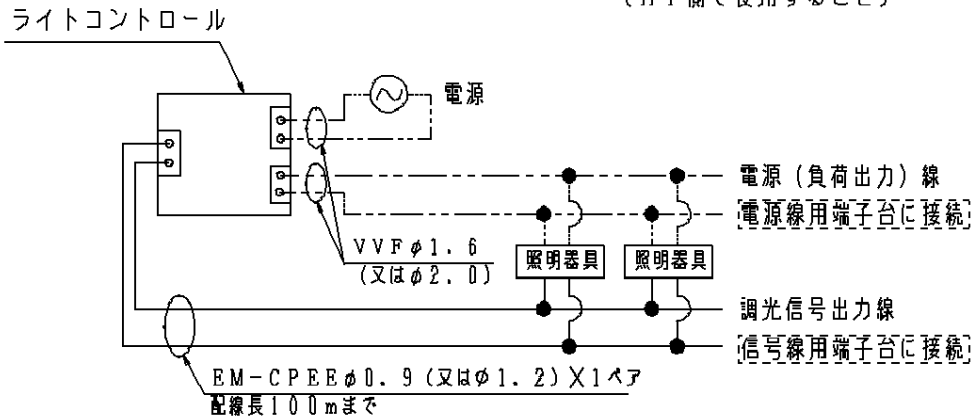 ライトコントロール
電源
電源（負荷出力）線
電源線用端子台に接続
VVFφ1.6
（又はφ2.0）
照明器具
照明器具
調光信号出力線
信号線用端子台に接続
EM-CPEEφ0.9（又はφ1.2）×1ペア
配線長100mまで